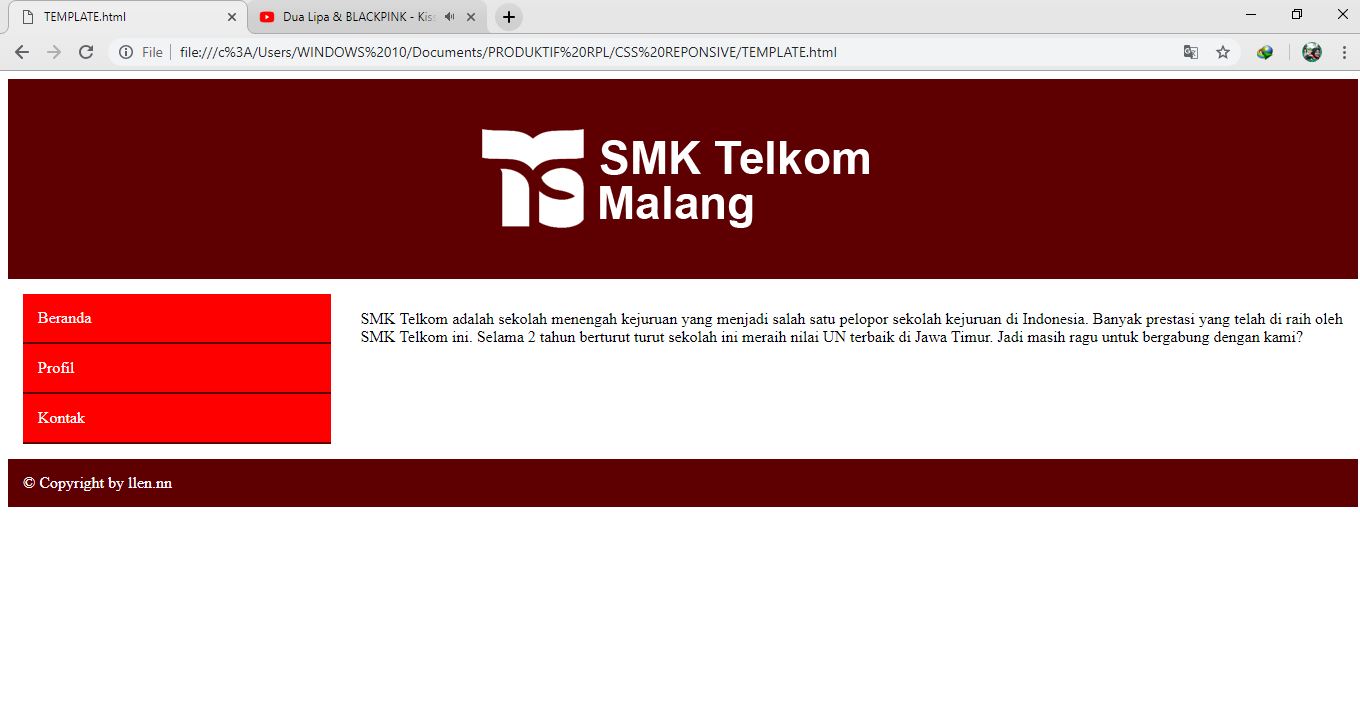 TEMPLATE.html
Dua Lipa & BLACKPINK - Kiss
File
file:///c%3A/Users/WINDOWS%2010/Documents/PRODUKTIF%20RPL/CSS%20REPONSIVE/TEMPLATE.html
SMK Telkom
Malang
Beranda
Profil
Kontak
SMK Telkom adalah sekolah menengah kejuruan yang menjadi salah satu pelopor sekolah kejuruan di Indonesia. Banyak prestasi yang telah di raih oleh
SMK Telkom ini. Selama 2 tahun berturut turut sekolah ini meraih nilai UN terbaik di Jawa Timur. Jadi masih ragu untuk bergabung dengan kami?
© Copyright by llen.nn